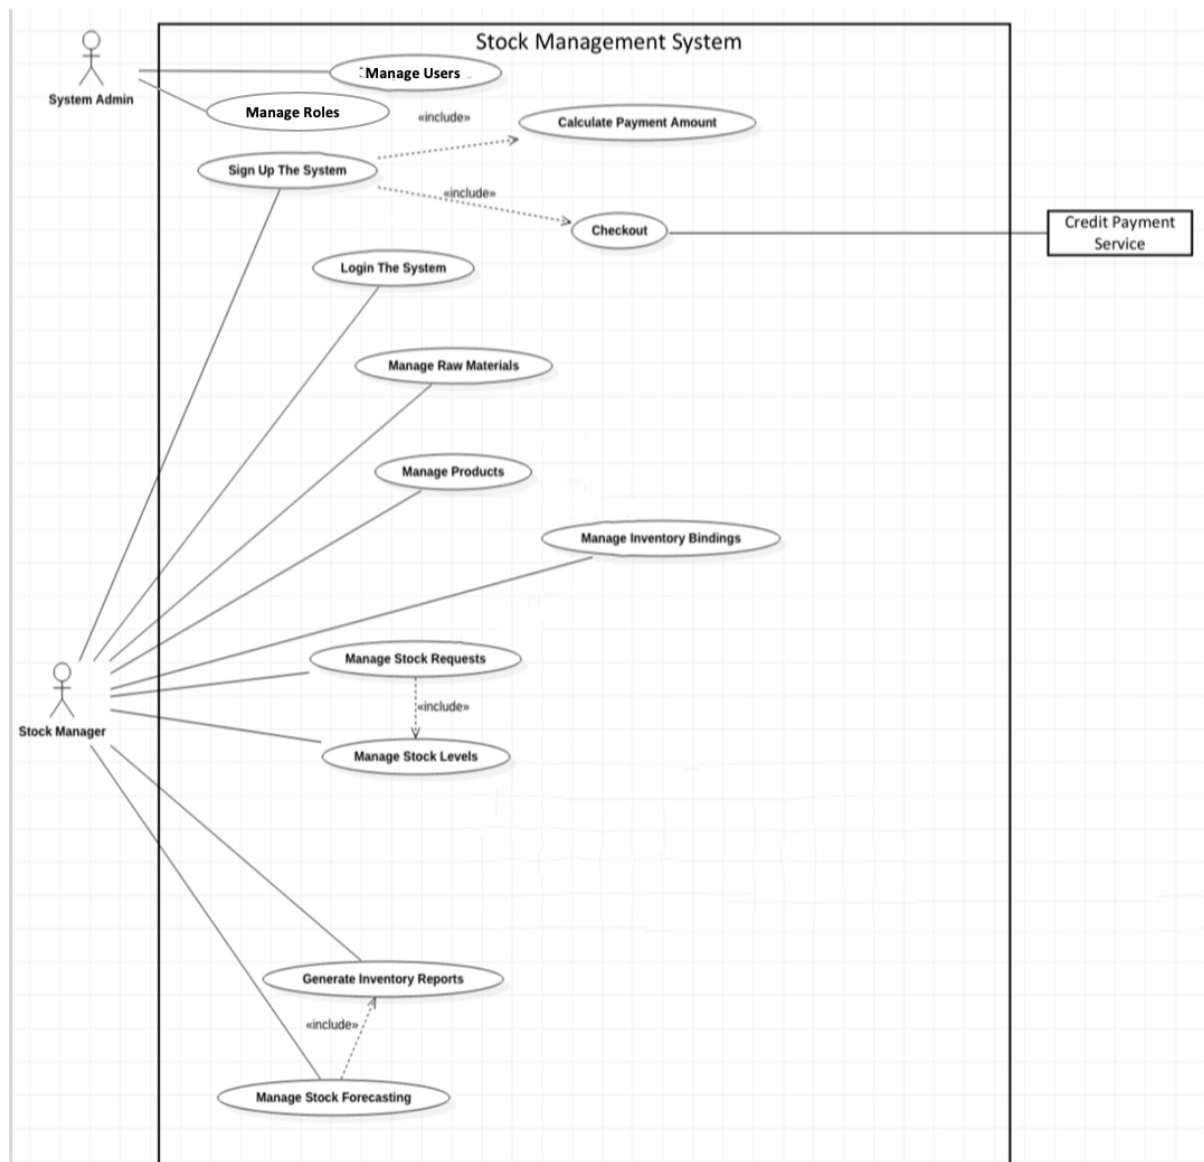 Stock Management System
Manage Users
System Admin
Manage Roles
«include»
Calculate Payment Amount
Sign Up The System
«include»
Checkout
Credit Payment
Service
Login The System
Manage Raw Materials
Manage Products
Manage Inventory Bindings
Manage Stock Requests
«include»
Stock Manager
Manage Stock Levels
Generate Inventory Reports
«include»
Manage Stock Forecasting